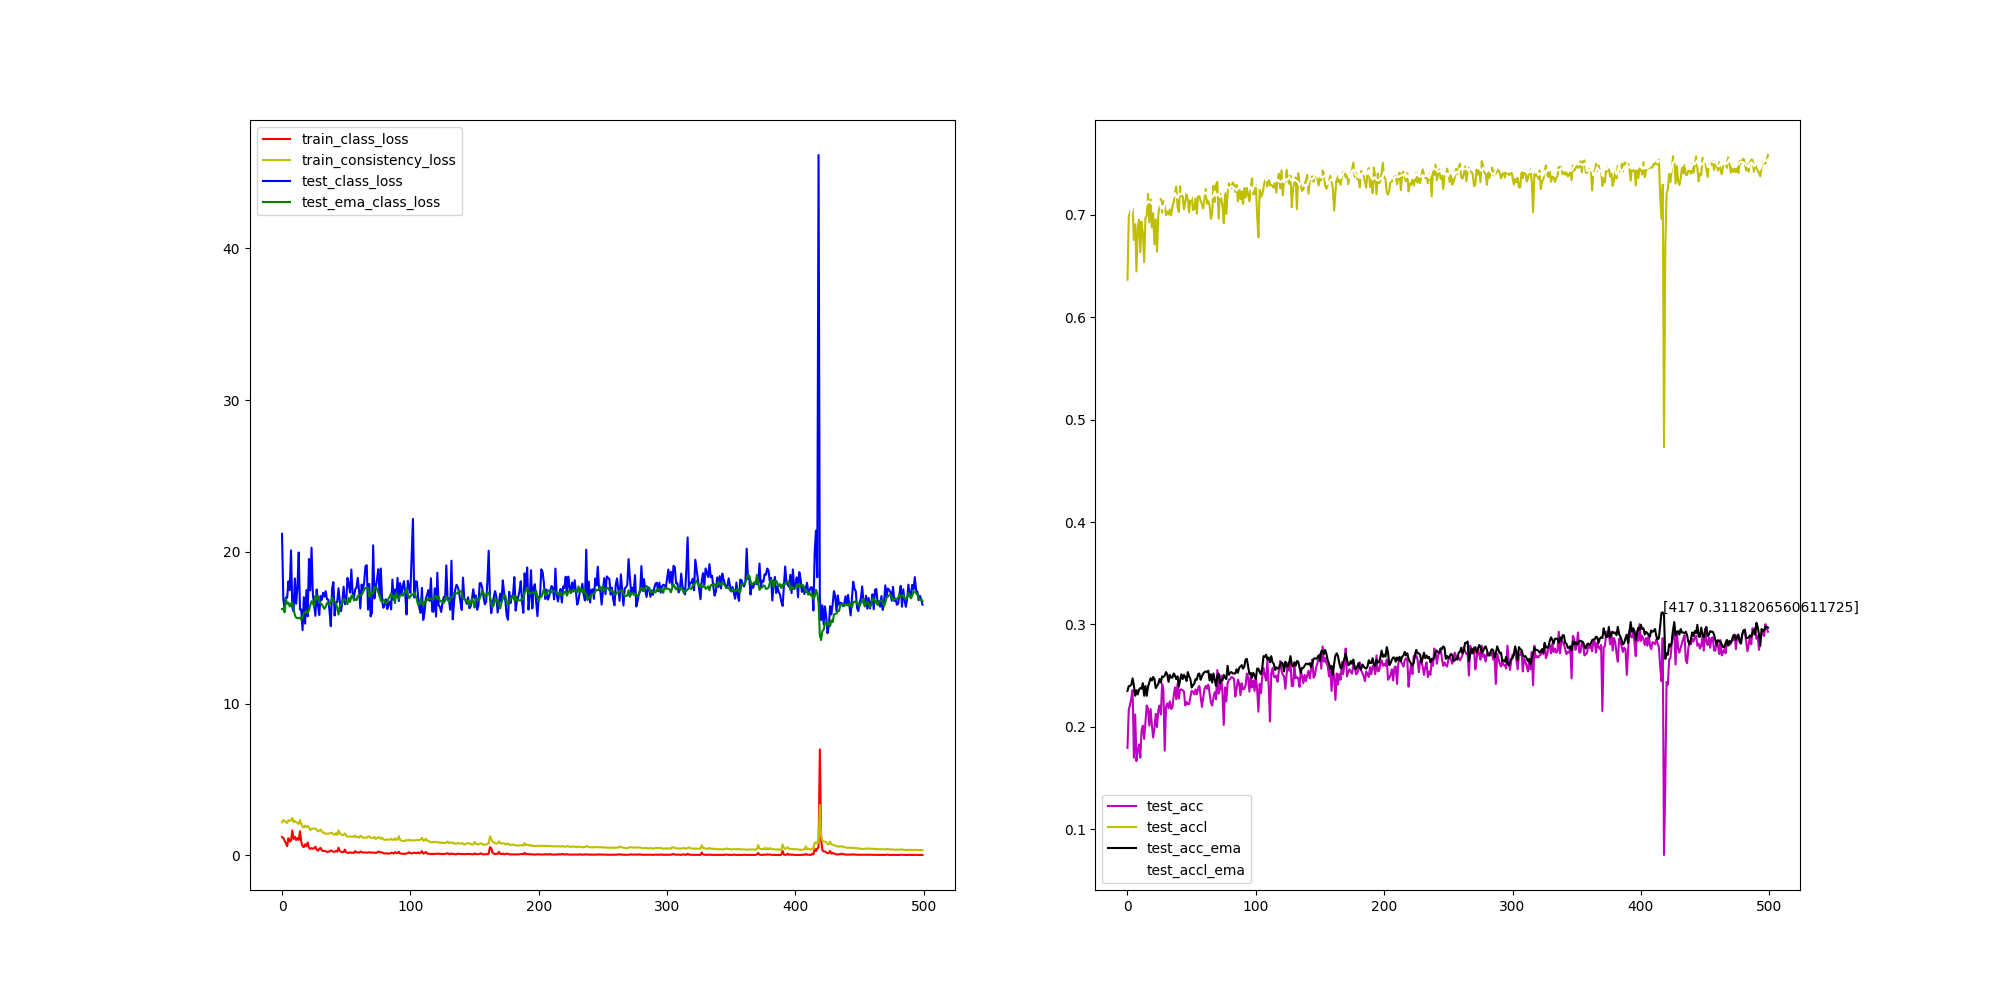 train_class_loss
train_consistency_loss
test_class_loss
test_ema_class_loss
40
30
20
10
0
0 100 200 300 400 500
0.7
0.6
0.5
0.4
0.3
0.2
0.1
[417 0.3118206560611725]
test_acc
test_accl
test_acc_ema
test_accl_ema
0 100 200 300 400 500